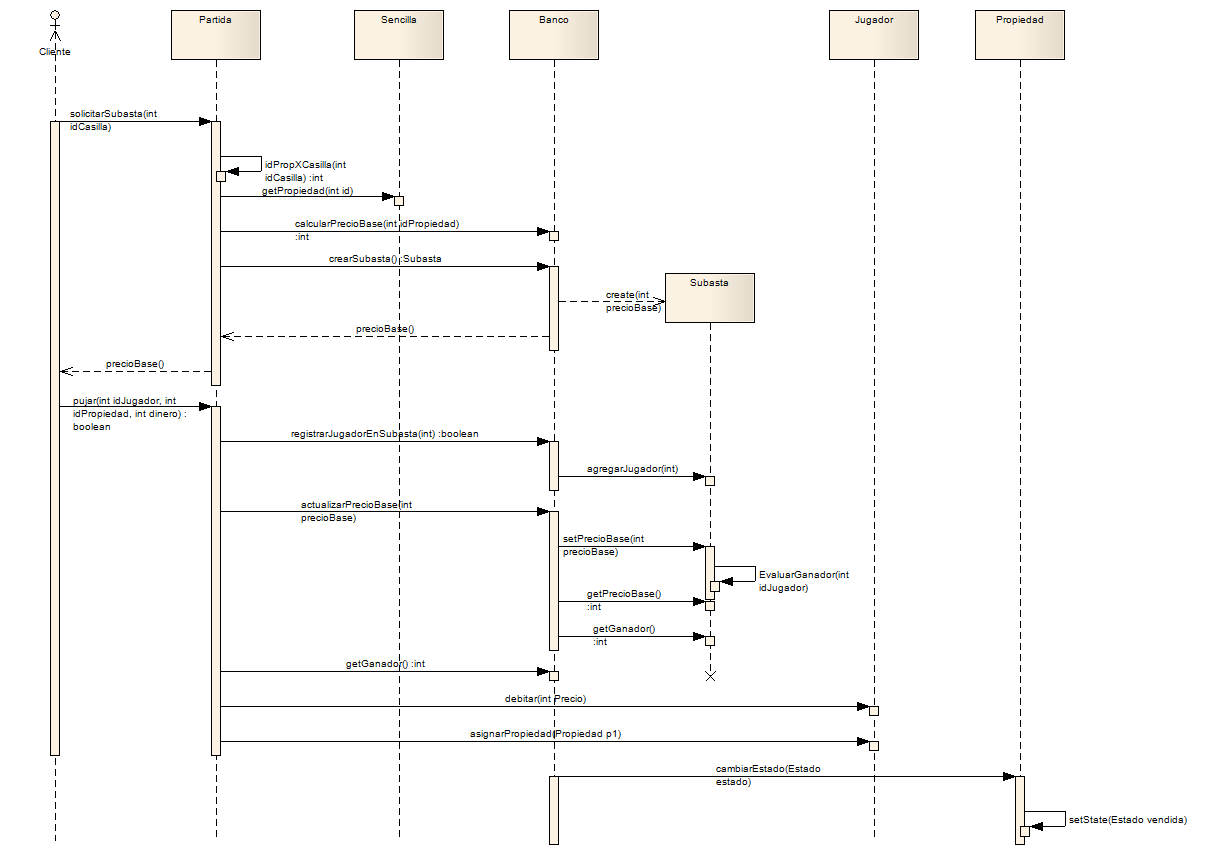 Partida
Sencilla
Banco
Jugador
Propiedad
Cliente
solicitarSubasta(int
idCasilla)
idPropXCasilla(int
idCasilla) :int
getPropiedad(int id)
calcularPrecioBase(int idPropiedad)
:int
crearSubasta() :Subasta
Subasta
create(int
precioBase)
precioBase()
precioBase()
pujar(int idJugador, int
idPropiedad, int dinero) :
boolean
registrarJugadorEnSubasta(int) :boolean
agregarJugador(int)
actualizarPrecioBase(int
precioBase)
setPrecioBase(int
precioBase)
EvaluarGanador(int
idJugador)
getPrecioBase()
:int
getGanador()
:int
getGanador() :int
debitar(int Precio)
asignarPropiedad(Propiedad p1)
cambiarEstado(Estado
estado)
setState(Estado vendida)